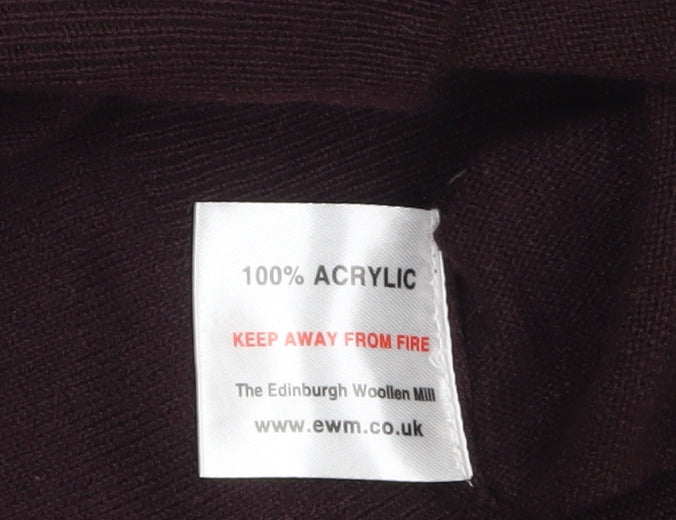 100% ACRYLIC
KEEP AWAY FROM FIRE
The Edinburgh Woollen Mill
www.ewm.co.uk